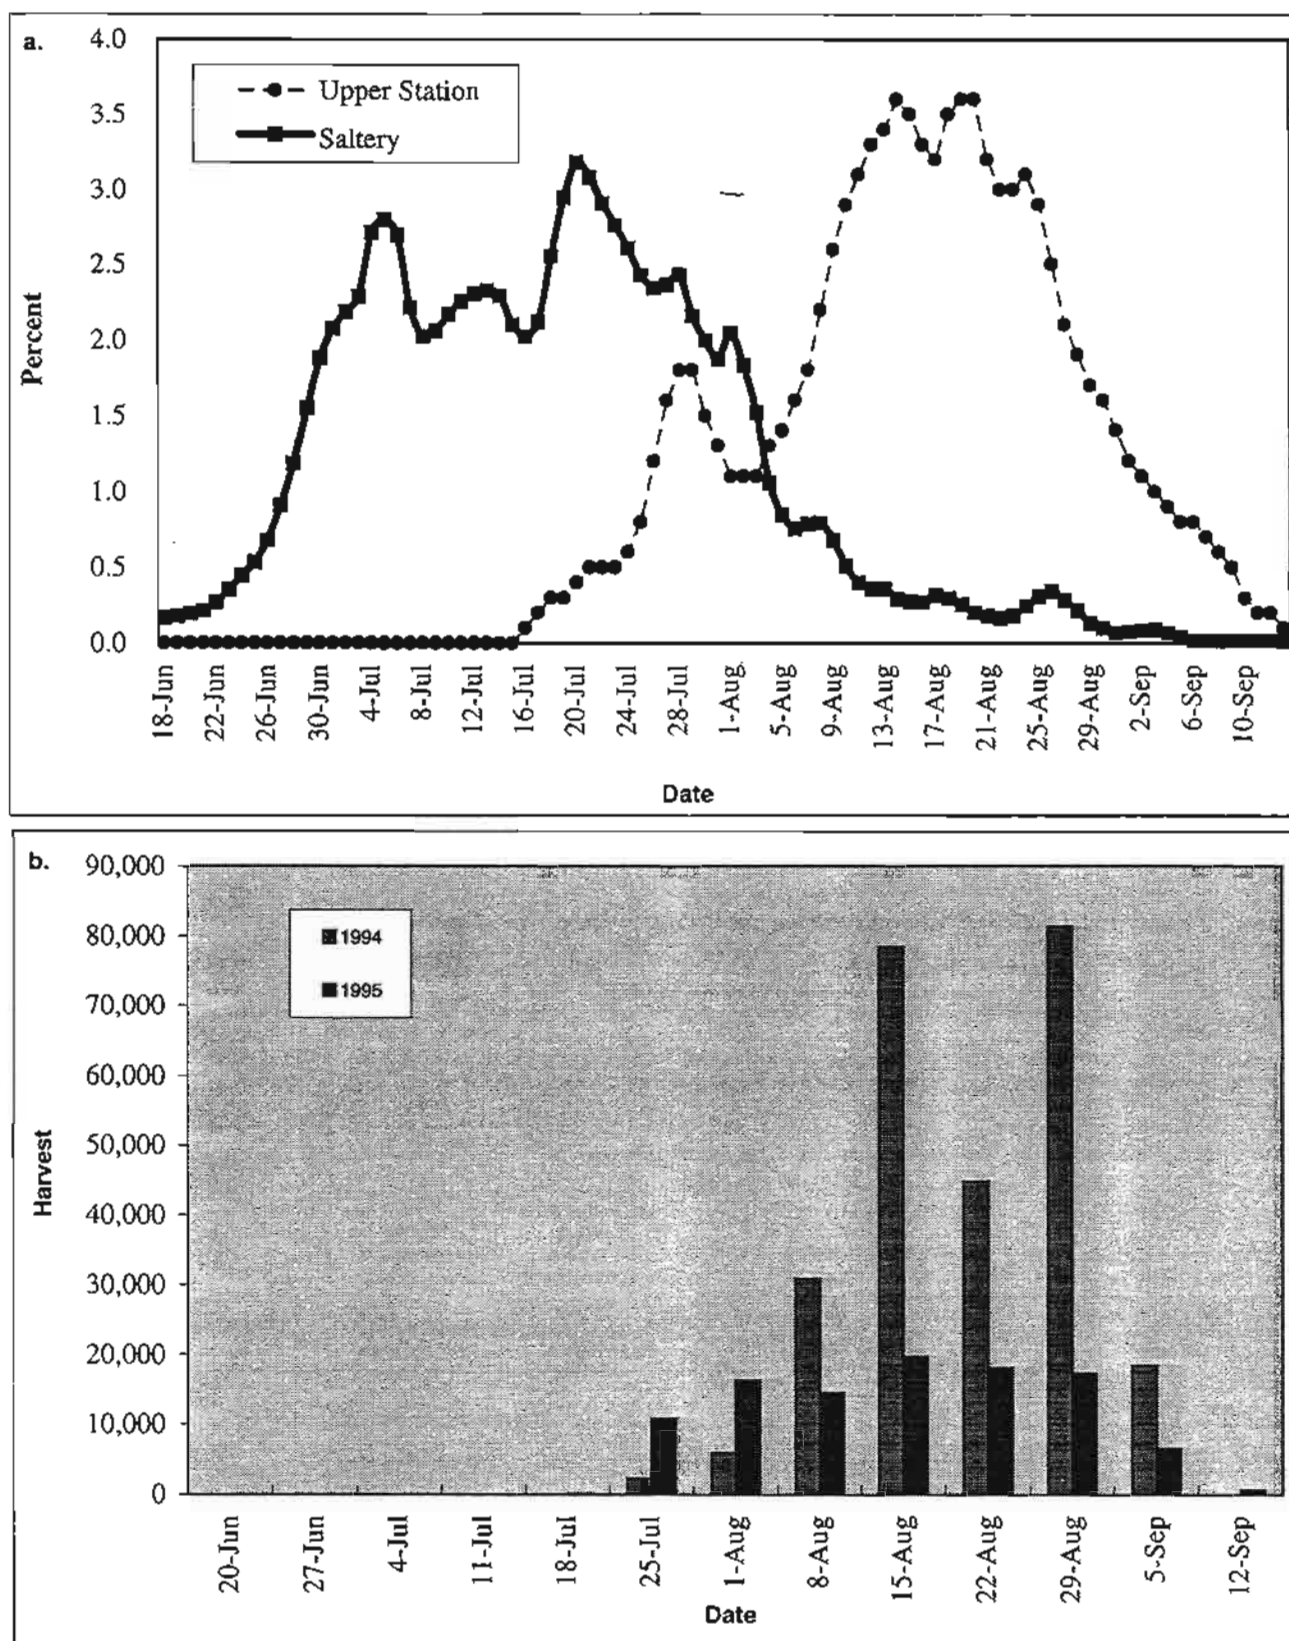 a.
4.0
3.5
3.0
2.5
2.0
1.5
1.0
0.5
0.0
Percent
Upper Station
Saltery
18-Jun
22-Jun
26-Jun
30-Jun
4-Jul
8-Jul
12-Jul
16-Jul
20-Jul
24-Jul
28-Jul
1-Aug
5-Aug
9-Aug
13-Aug
17-Aug
21-Aug
25-Aug
29-Aug
2-Sep
6-Sep
10-Sep
Date
b.
90,000
80,000
70,000
60,000
50,000
40,000
30,000
20,000
10,000
0
Harvest
1994
1995
20-Jun
27-Jun
4-Jul
11-Jul
18-Jul
25-Jul
1-Aug
8-Aug
15-Aug
22-Aug
29-Aug
5-Sep
12-Sep
Date